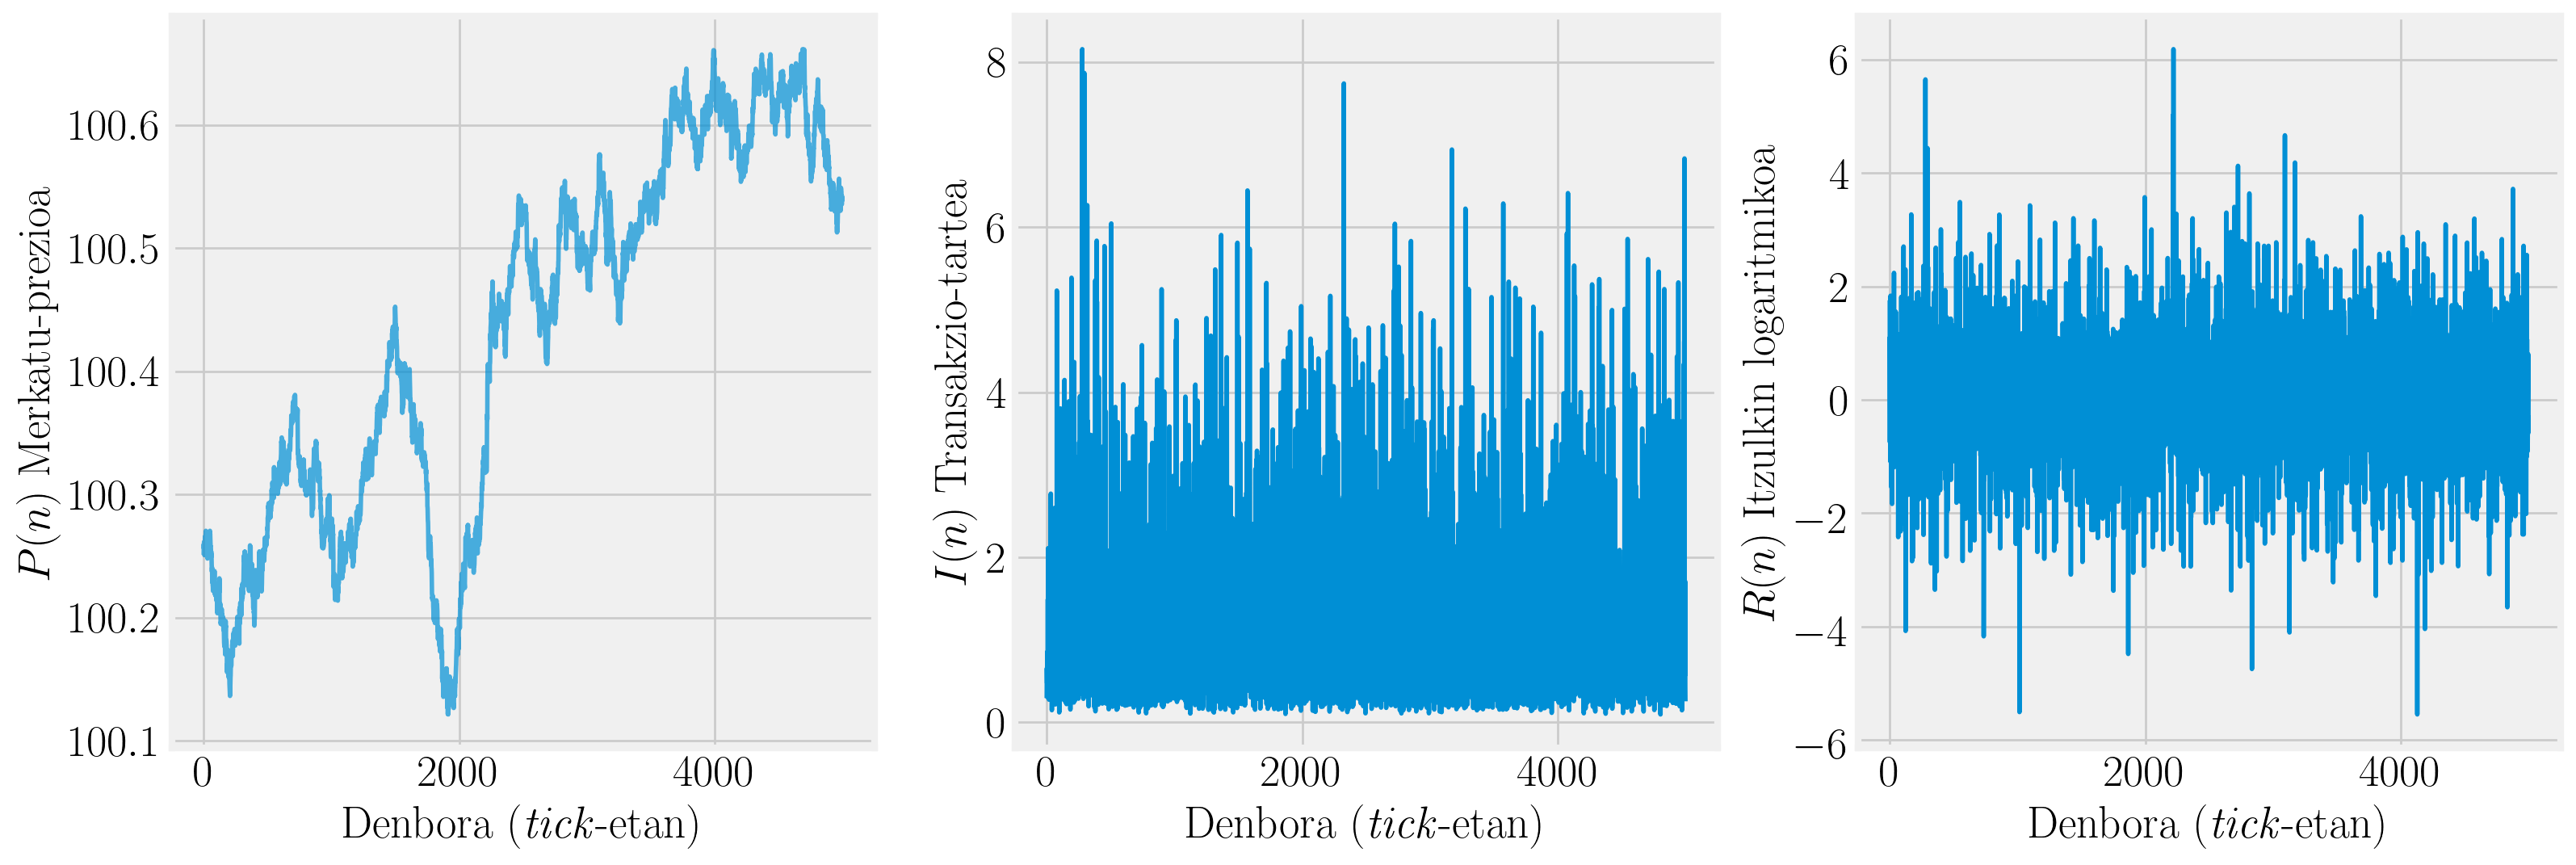 P(n) Merkatu-prezioa
100.6
100.5
100.4
100.3
100.2
100.1
0 2000 4000
Denbora (tick-etan)
I(n) Transakzio-tartea
8
6
4
2
0
0 2000 4000
Denbora (tick-etan)
R(n) Itzulkin logaritmikoa
6
4
2
0
−2
−4
−6
0 2000 4000
Denbora (tick-etan)